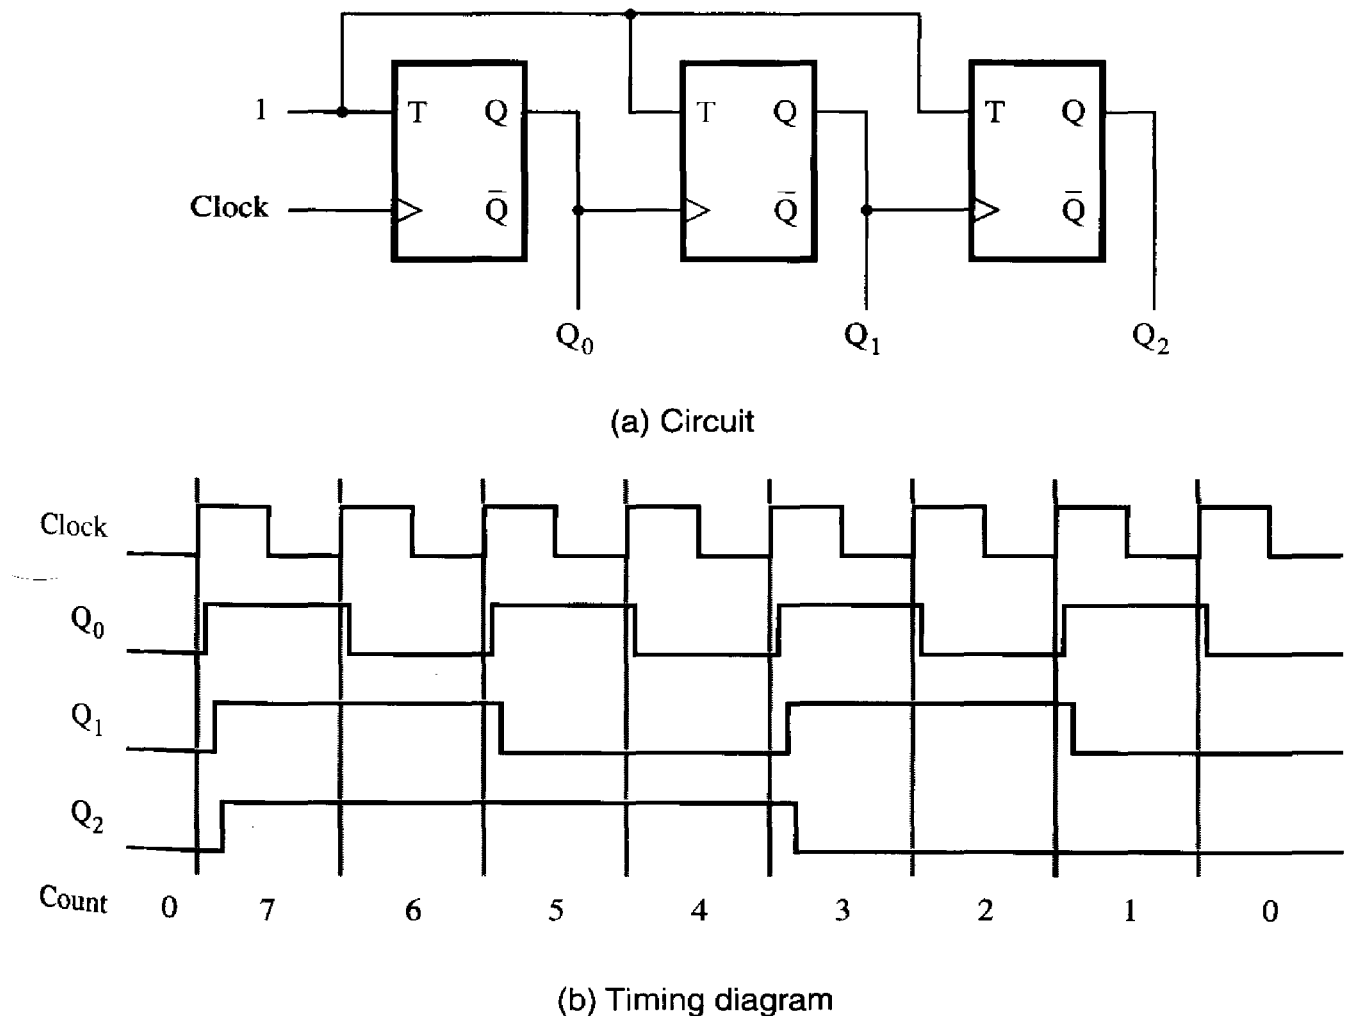 1 T Q T Q T Q
Clock Q̅ Q̅ Q̅
Q₀ Q₁ Q₂
(a) Circuit
Clock
Q₀
Q₁
Q₂
Count 0 7 6 5 4 3 2 1 0
(b) Timing diagram